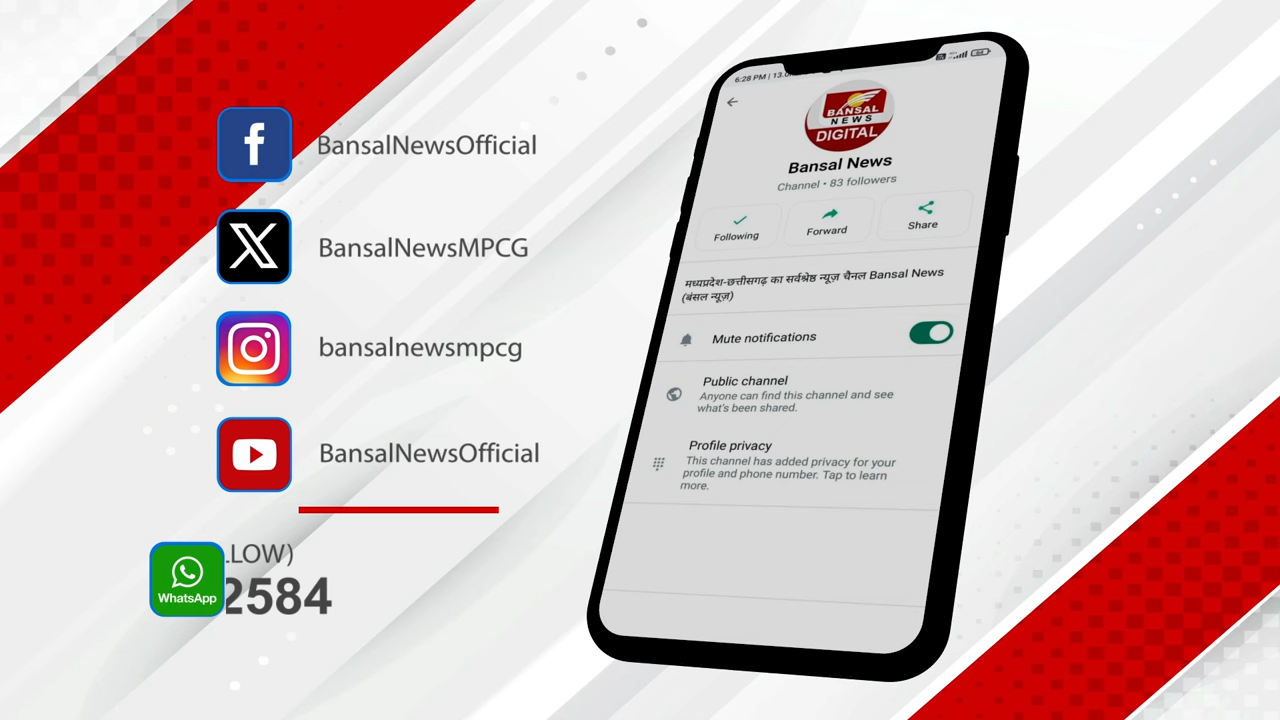 BansalNewsOfficial
BansalNewsMPCG
bansalnewsmpcg
BansalNewsOfficial
LLOW)
2584
WhatsApp
6:28 PM | 13.0
BANSAL
NEWS
DIGITAL
Bansal News
Channel • 83 followers
Following
Forward
Share
मध्यप्रदेश-छत्तीसगढ़ का सर्वश्रेष्ठ न्यूज़ चैनल Bansal News
(बंसल न्यूज़)
Mute notifications
Public channel
Anyone can find this channel and see
what's been shared.
Profile privacy
This channel has added privacy for your
profile and phone number. Tap to learn
more.